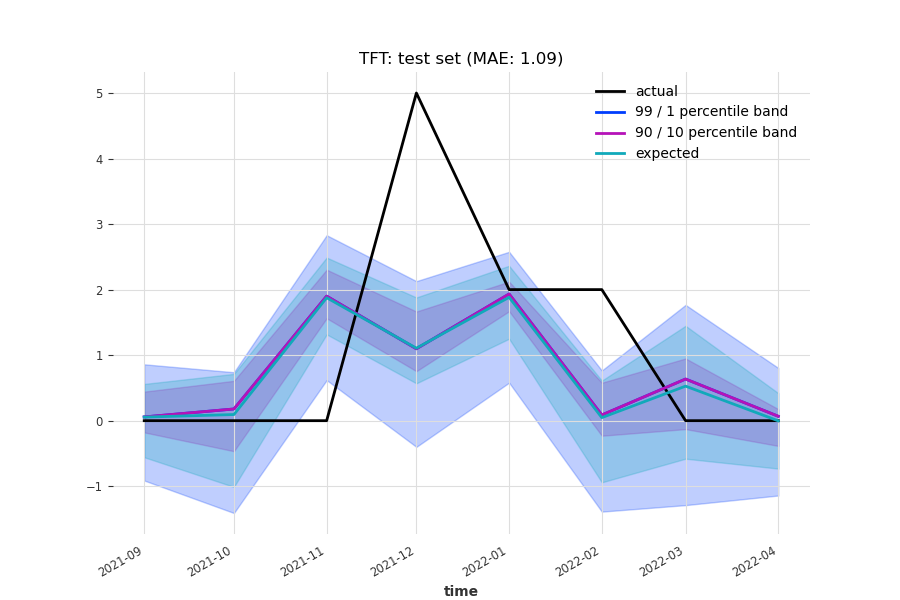 TFT: test set (MAE: 1.09)
actual
99 / 1 percentile band
90 / 10 percentile band
expected
5
4
3
2
1
0
−1
2021-09
2021-10
2021-11
2021-12
2022-01
2022-02
2022-03
2022-04
time